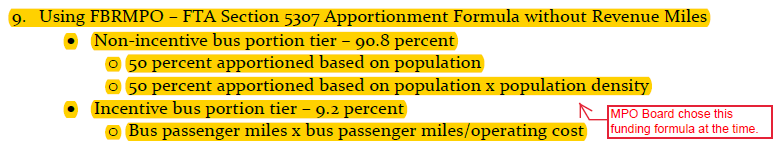 9. Using FBRMPO – FTA Section 5307 Apportionment Formula without Revenue Miles
● Non-incentive bus portion tier – 90.8 percent
o 50 percent apportioned based on population
o 50 percent apportioned based on population x population density
● Incentive bus portion tier – 9.2 percent
o Bus passenger miles x bus passenger miles/operating cost
MPO Board chose this
funding formula at the time.